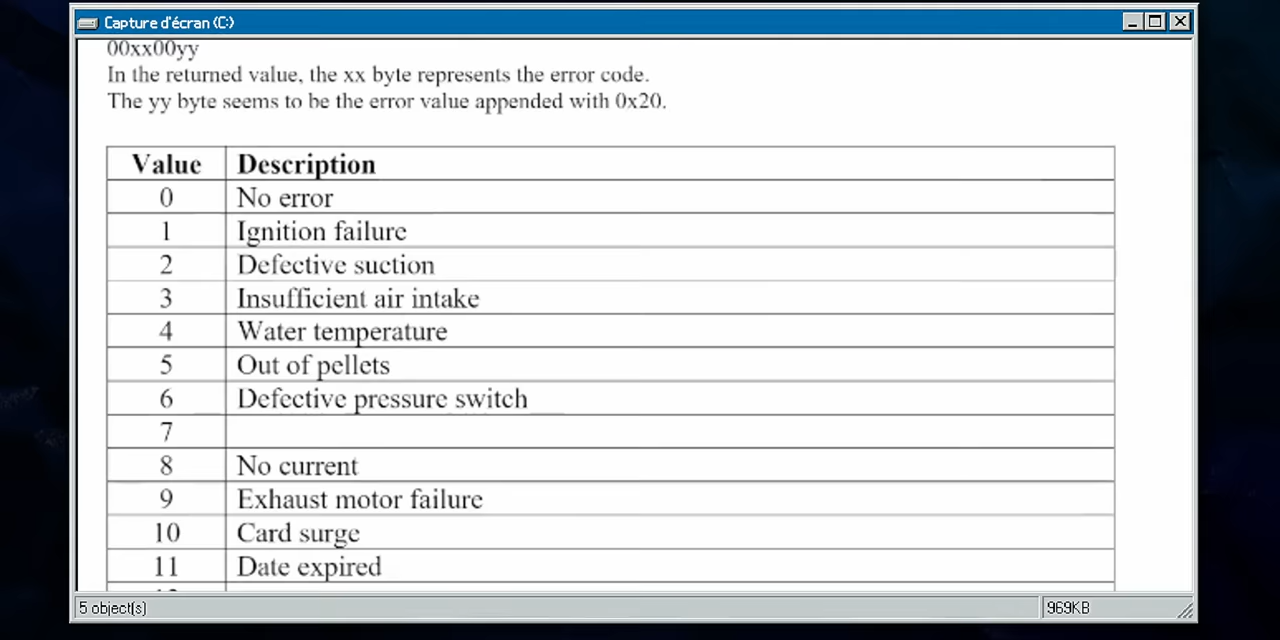 Capture d'écran (C:)
00xx00yy
In the returned value, the xx byte represents the error code.
The yy byte seems to be the error value appended with 0x20.
Value Description
0 No error
1 Ignition failure
2 Defective suction
3 Insufficient air intake
4 Water temperature
5 Out of pellets
6 Defective pressure switch
7
8 No current
9 Exhaust motor failure
10 Card surge
11 Date expired
5 object(s) 969KB